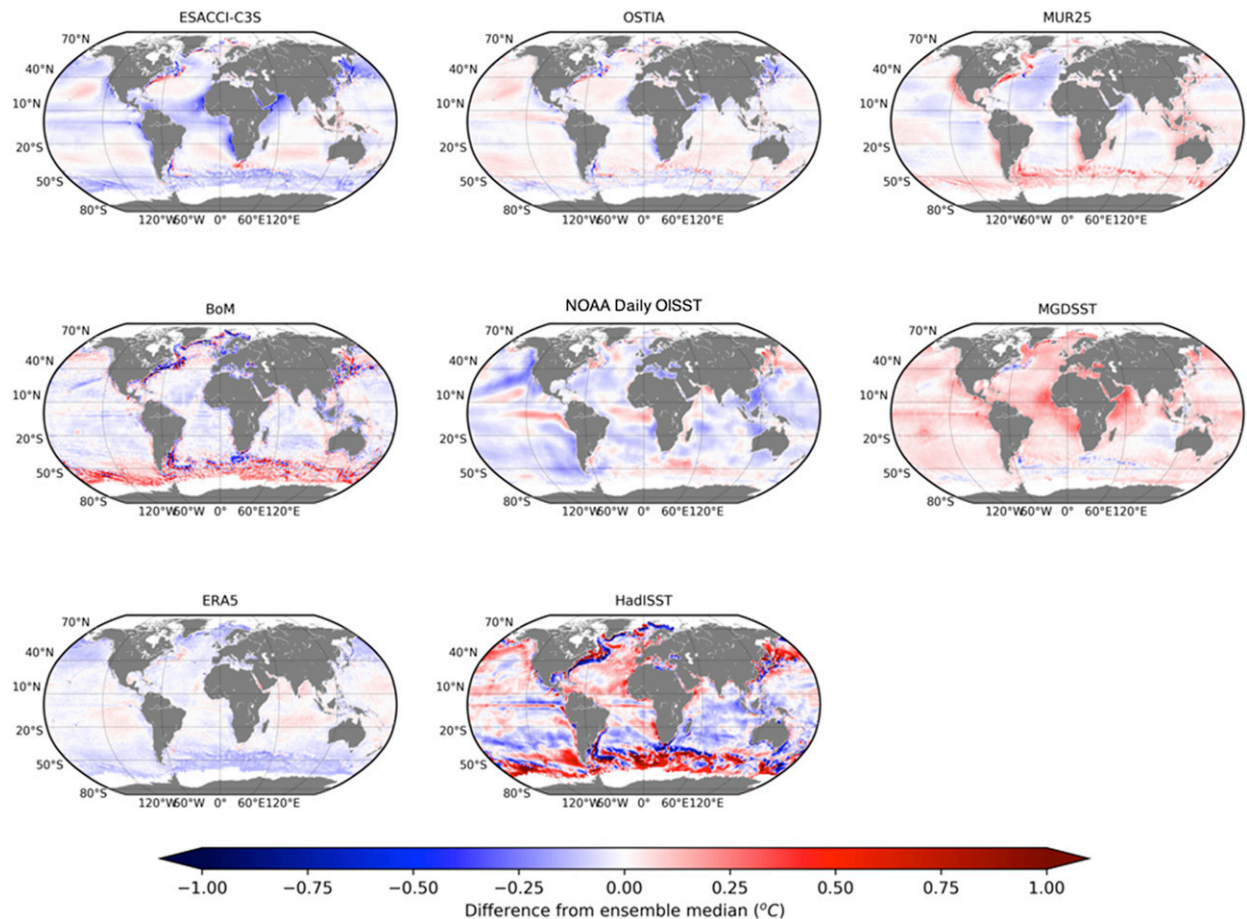 ESACCI-C3S
OSTIA
MUR25
70°N
40°N
10°N
20°S
50°S
80°S
120°W60°W 0° 60°E120°E
70°N
40°N
10°N
20°S
50°S
80°S
120°W60°W 0° 60°E120°E
70°N
40°N
10°N
20°S
50°S
80°S
120°W60°W 0° 60°E120°E
BoM
NOAA Daily OISST
MGDSST
70°N
40°N
10°N
20°S
50°S
80°S
120°W60°W 0° 60°E120°E
70°N
40°N
10°N
20°S
50°S
80°S
120°W60°W 0° 60°E120°E
70°N
40°N
10°N
20°S
50°S
80°S
120°W60°W 0° 60°E120°E
ERA5
HadISST
70°N
40°N
10°N
20°S
50°S
80°S
120°W60°W 0° 60°E120°E
70°N
40°N
10°N
20°S
50°S
80°S
120°W60°W 0° 60°E120°E
−1.00 −0.75 −0.50 −0.25 0.00 0.25 0.50 0.75 1.00
Difference from ensemble median (°C)